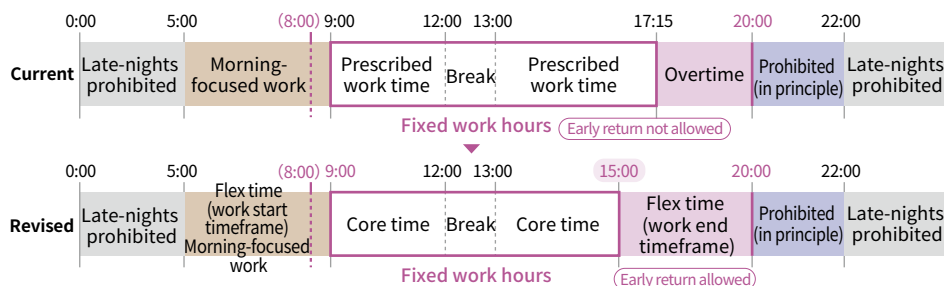 0:00 5:00 (8:00) 9:00 12:00 13:00 17:15 20:00 22:00
Current
Late-nights
prohibited
Morning-
focused work
Prescribed
work time
Break
Prescribed
work time
Overtime
Prohibited
(in principle)
Late-nights
prohibited
Fixed work hours Early return not allowed
0:00 5:00 (8:00) 9:00 12:00 13:00 15:00 20:00 22:00
Revised
Late-nights
prohibited
Flex time
(work start
timeframe)
Morning-focused
work
Core time
Break
Core time
Flex time
(work end
timeframe)
Prohibited
(in principle)
Late-nights
prohibited
Fixed work hours Early return allowed